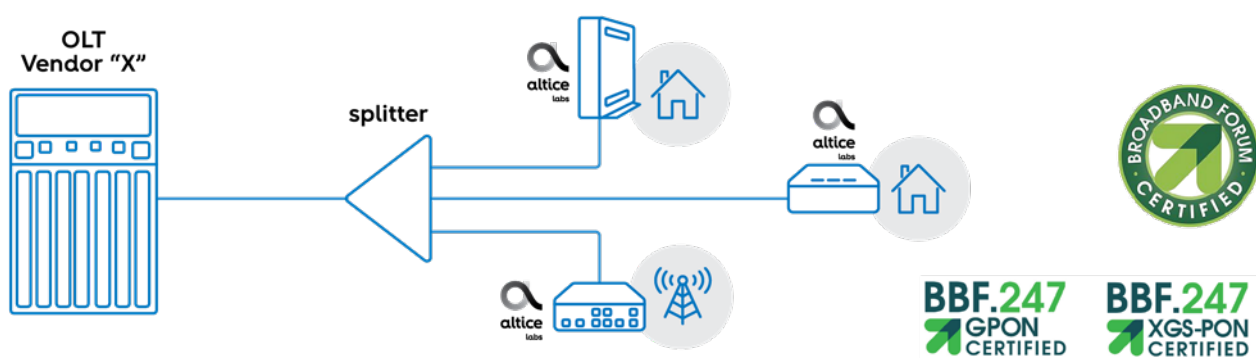 OLT
Vendor “X”
splitter
altice
labs
altice
labs
altice
labs
BROADBAND FORUM
CERTIFIED
BBF.247
GPON
CERTIFIED
BBF.247
XGS-PON
CERTIFIED